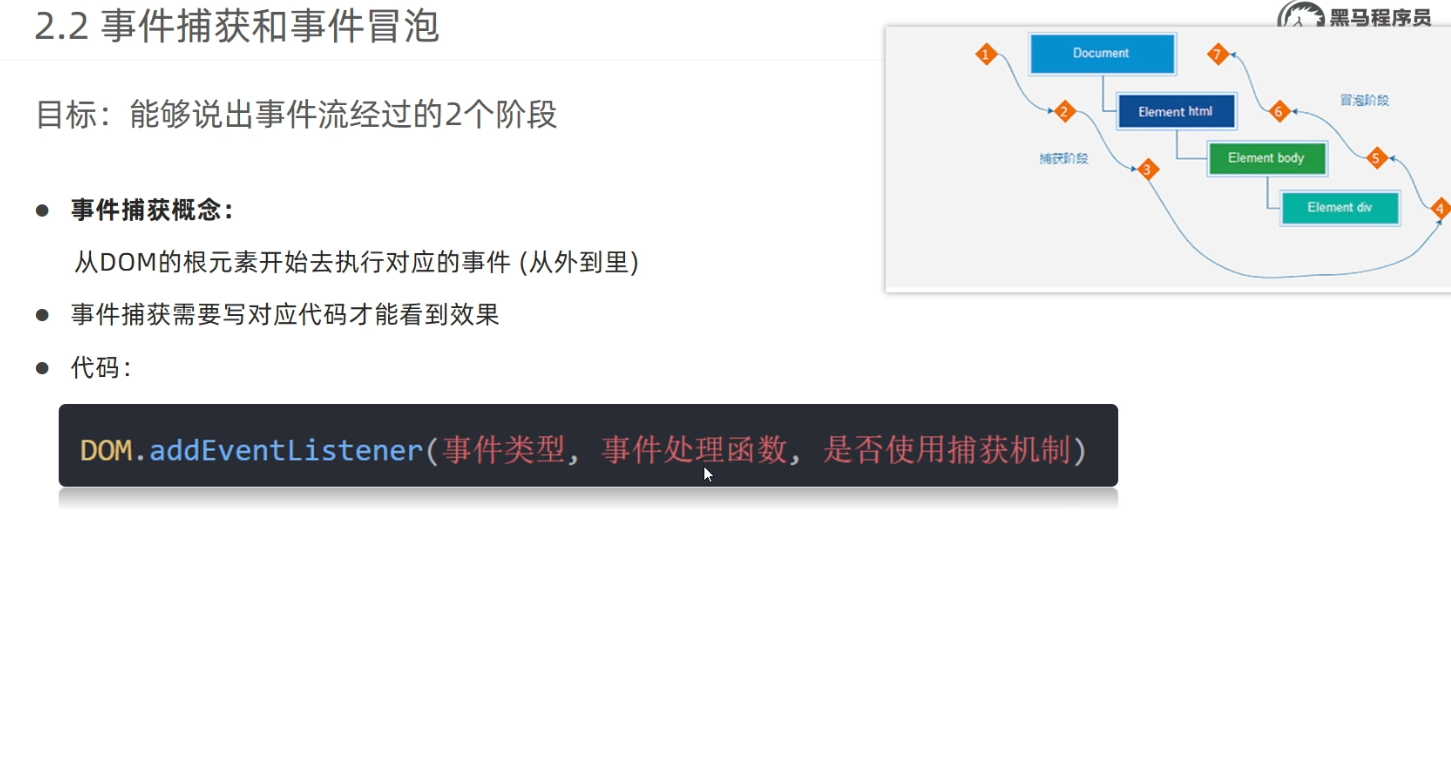 2.2 事件捕获和事件冒泡
黑马程序员
目标：能够说出事件流经过的2个阶段
1
Document
7
2
Element html
6
冒泡阶段
捕获阶段
3
Element body
5
Element div
4
● 事件捕获概念：
从DOM的根元素开始去执行对应的事件 (从外到里)
● 事件捕获需要写对应代码才能看到效果
● 代码：
DOM.addEventListener(事件类型, 事件处理函数, 是否使用捕获机制)